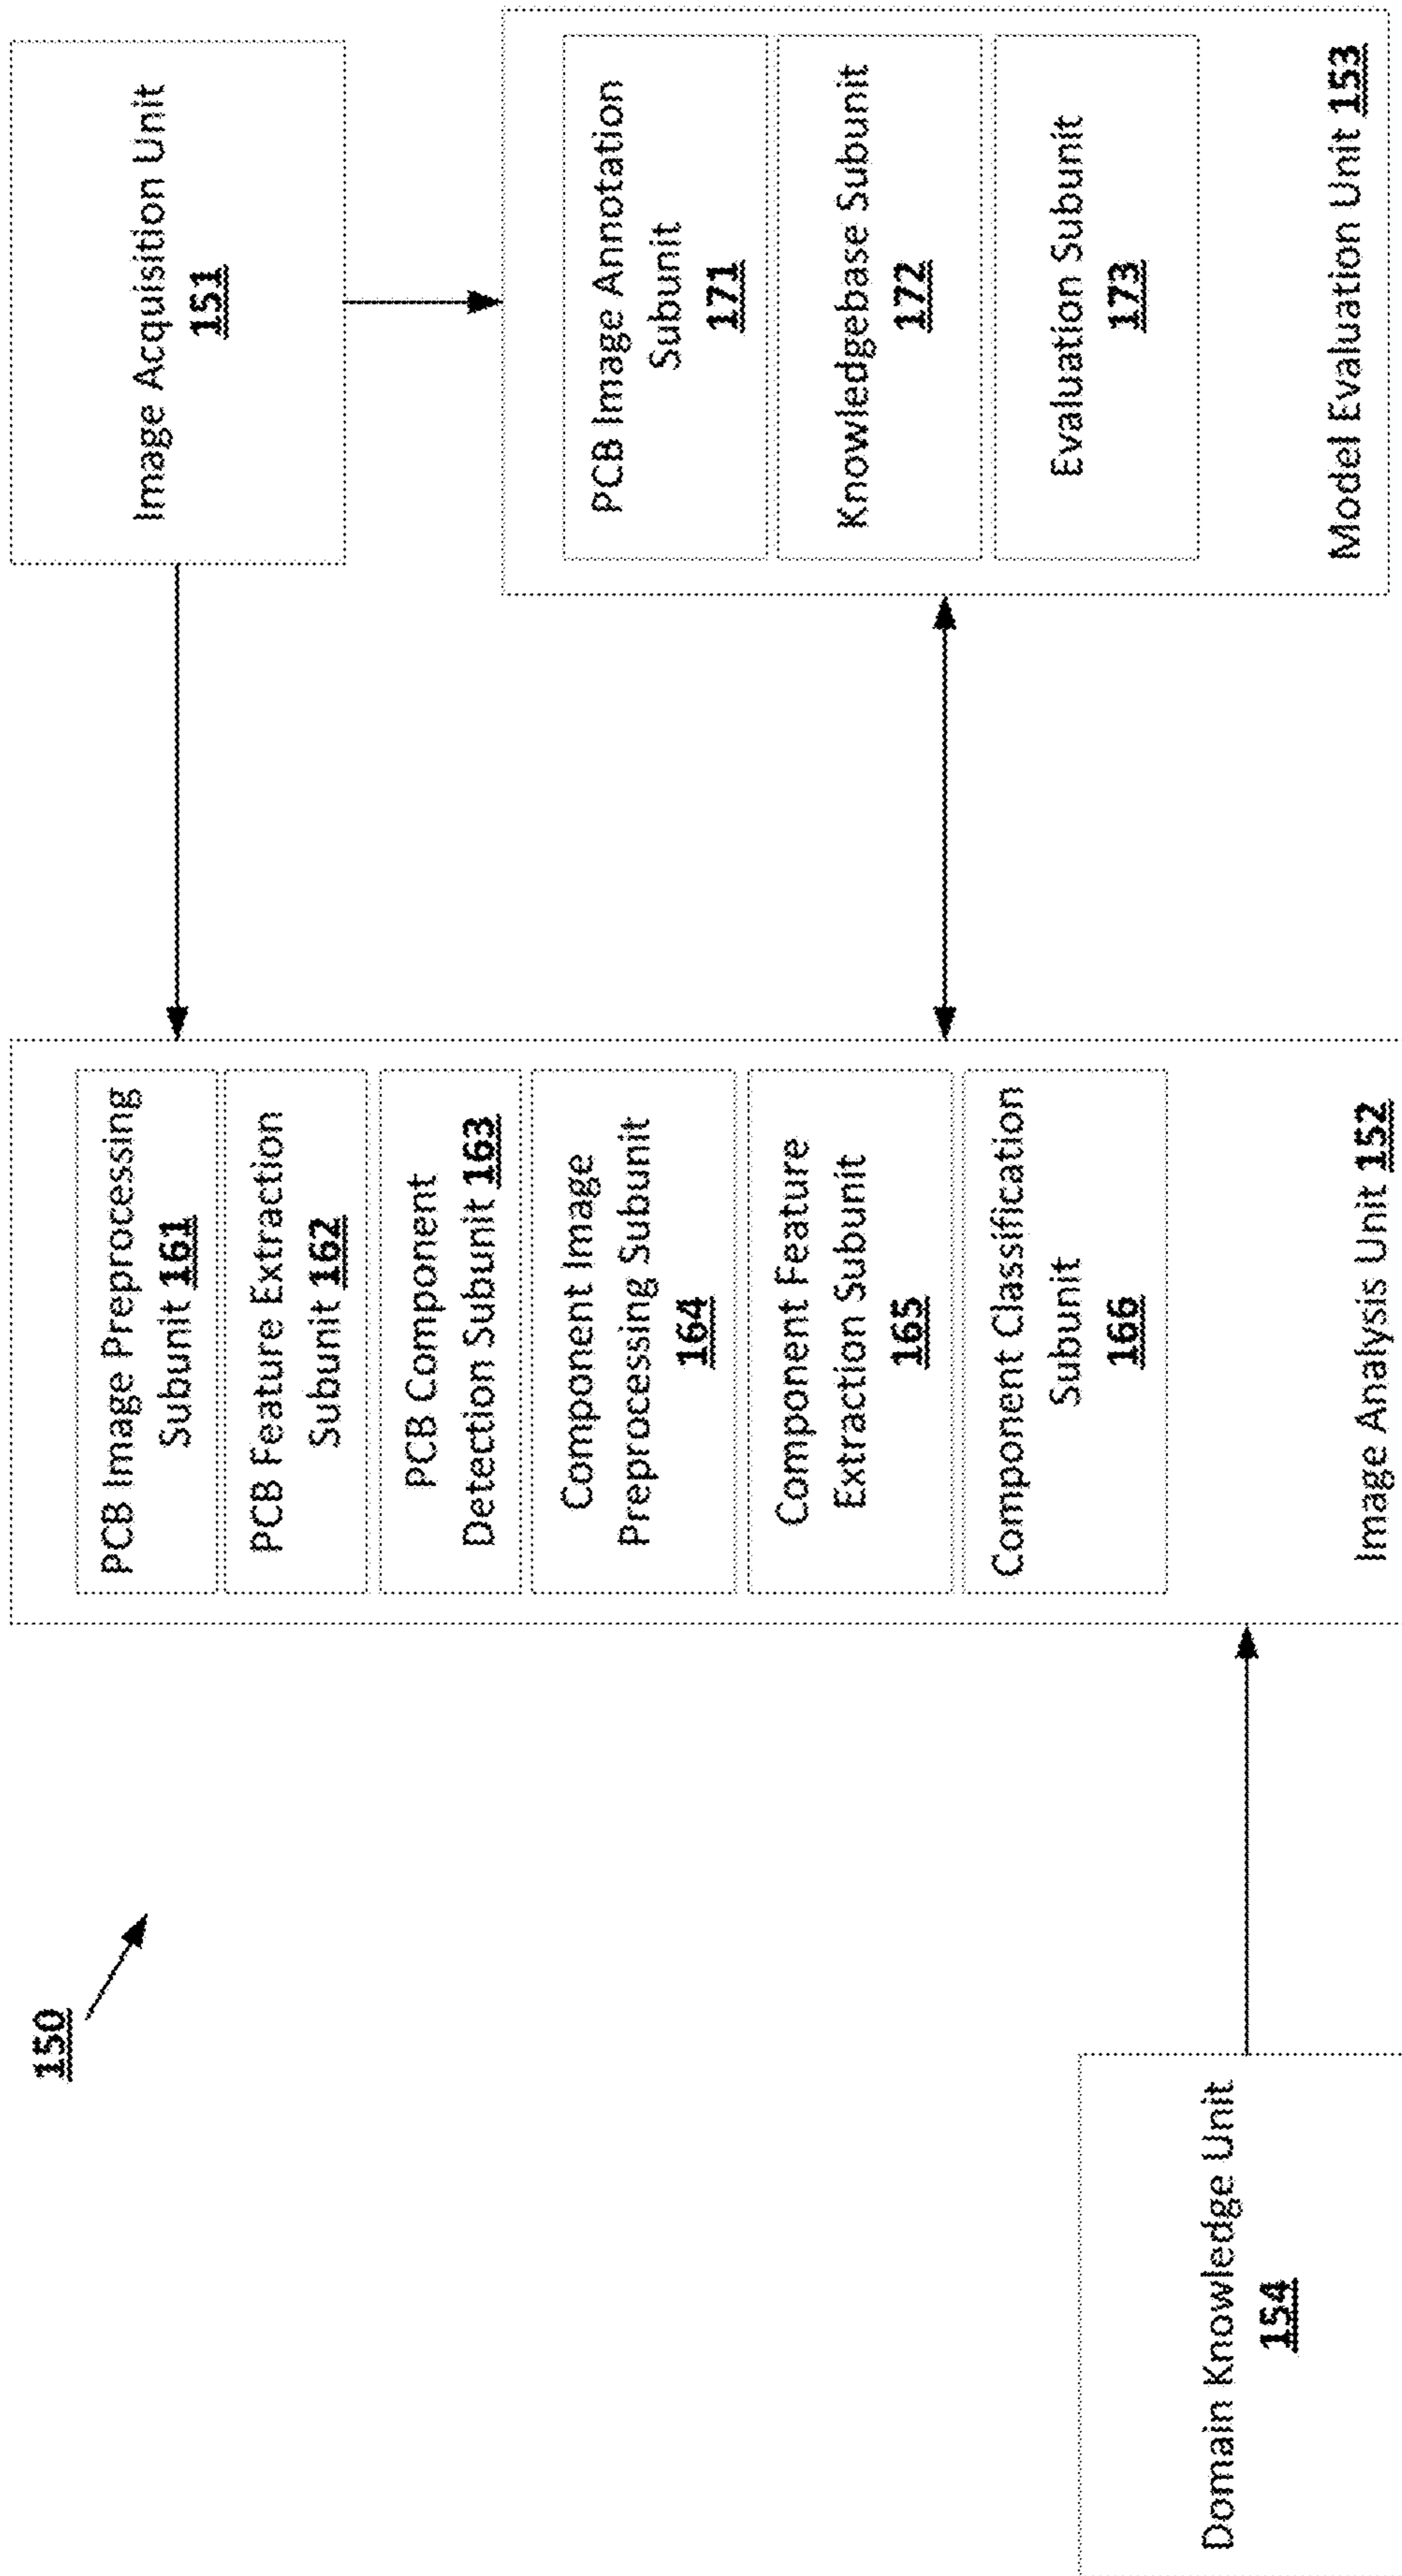 150
Domain Knowledge Unit
154
PCB Image Preprocessing
Subunit 161
PCB Feature Extraction
Subunit 162
PCB Component
Detection Subunit 163
Component Image
Preprocessing Subunit
164
Component Feature
Extraction Subunit
165
Component Classification
Subunit
166
Image Analysis Unit 152
Image Acquisition Unit
151
PCB Image Annotation
Subunit
171
Knowledgebase Subunit
172
Evaluation Subunit
173
Model Evaluation Unit 153